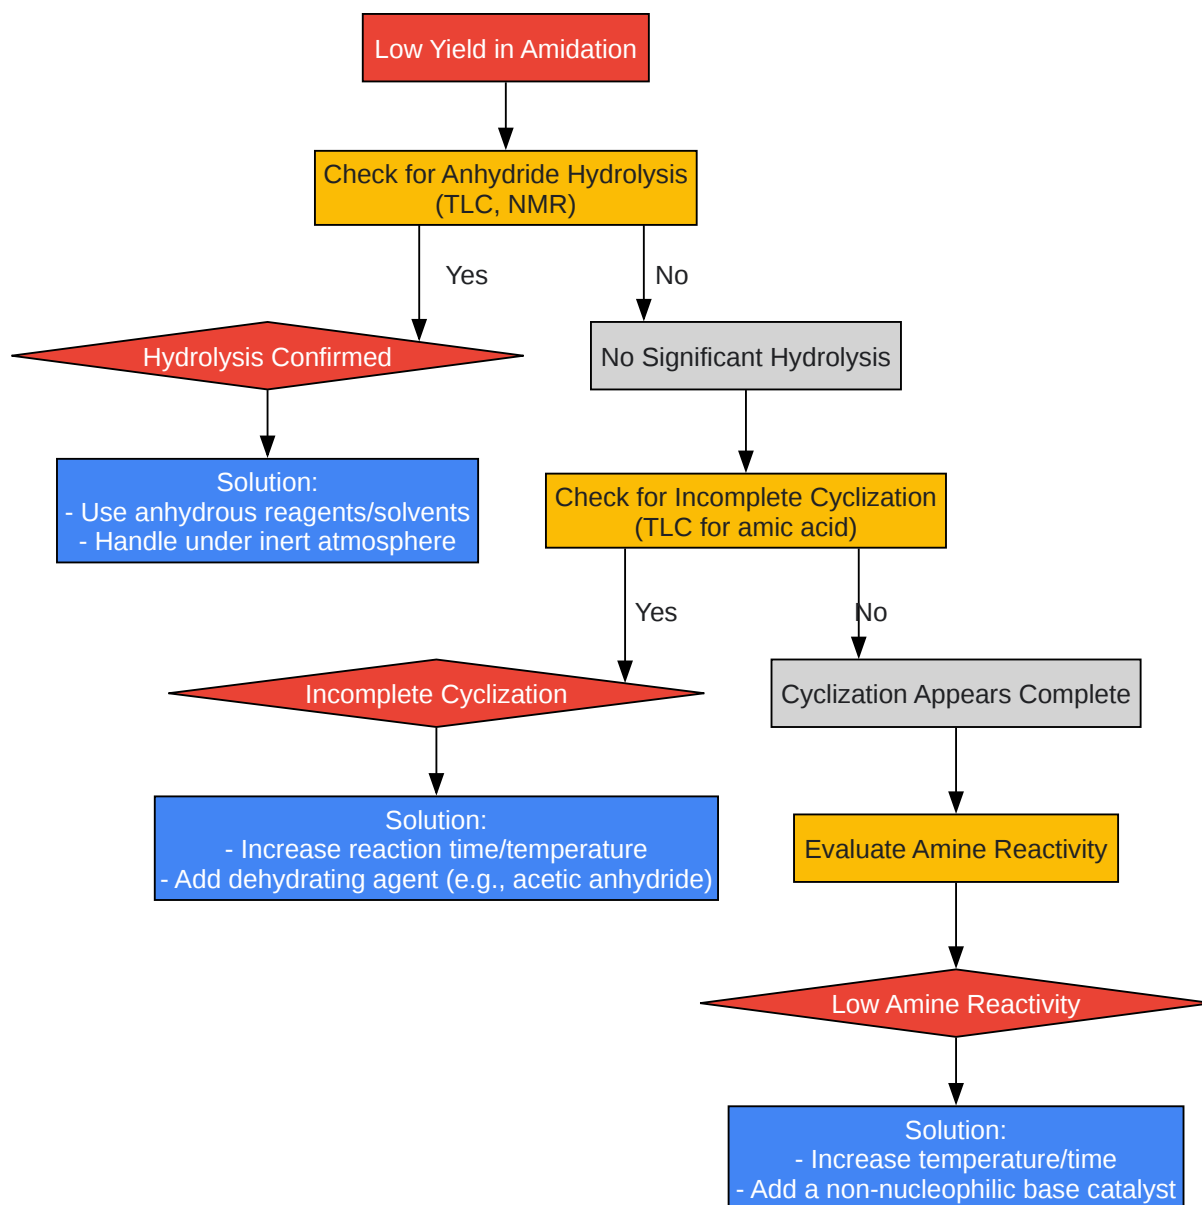 Low Yield in Amidation
Check for Anhydride Hydrolysis
(TLC, NMR)
Yes
No
Hydrolysis Confirmed
No Significant Hydrolysis
Solution:
- Use anhydrous reagents/solvents
- Handle under inert atmosphere
Check for Incomplete Cyclization
(TLC for amic acid)
Yes
No
Incomplete Cyclization
Cyclization Appears Complete
Solution:
- Increase reaction time/temperature
- Add dehydrating agent (e.g., acetic anhydride)
Evaluate Amine Reactivity
Low Amine Reactivity
Solution:
- Increase temperature/time
- Add a non-nucleophilic base catalyst